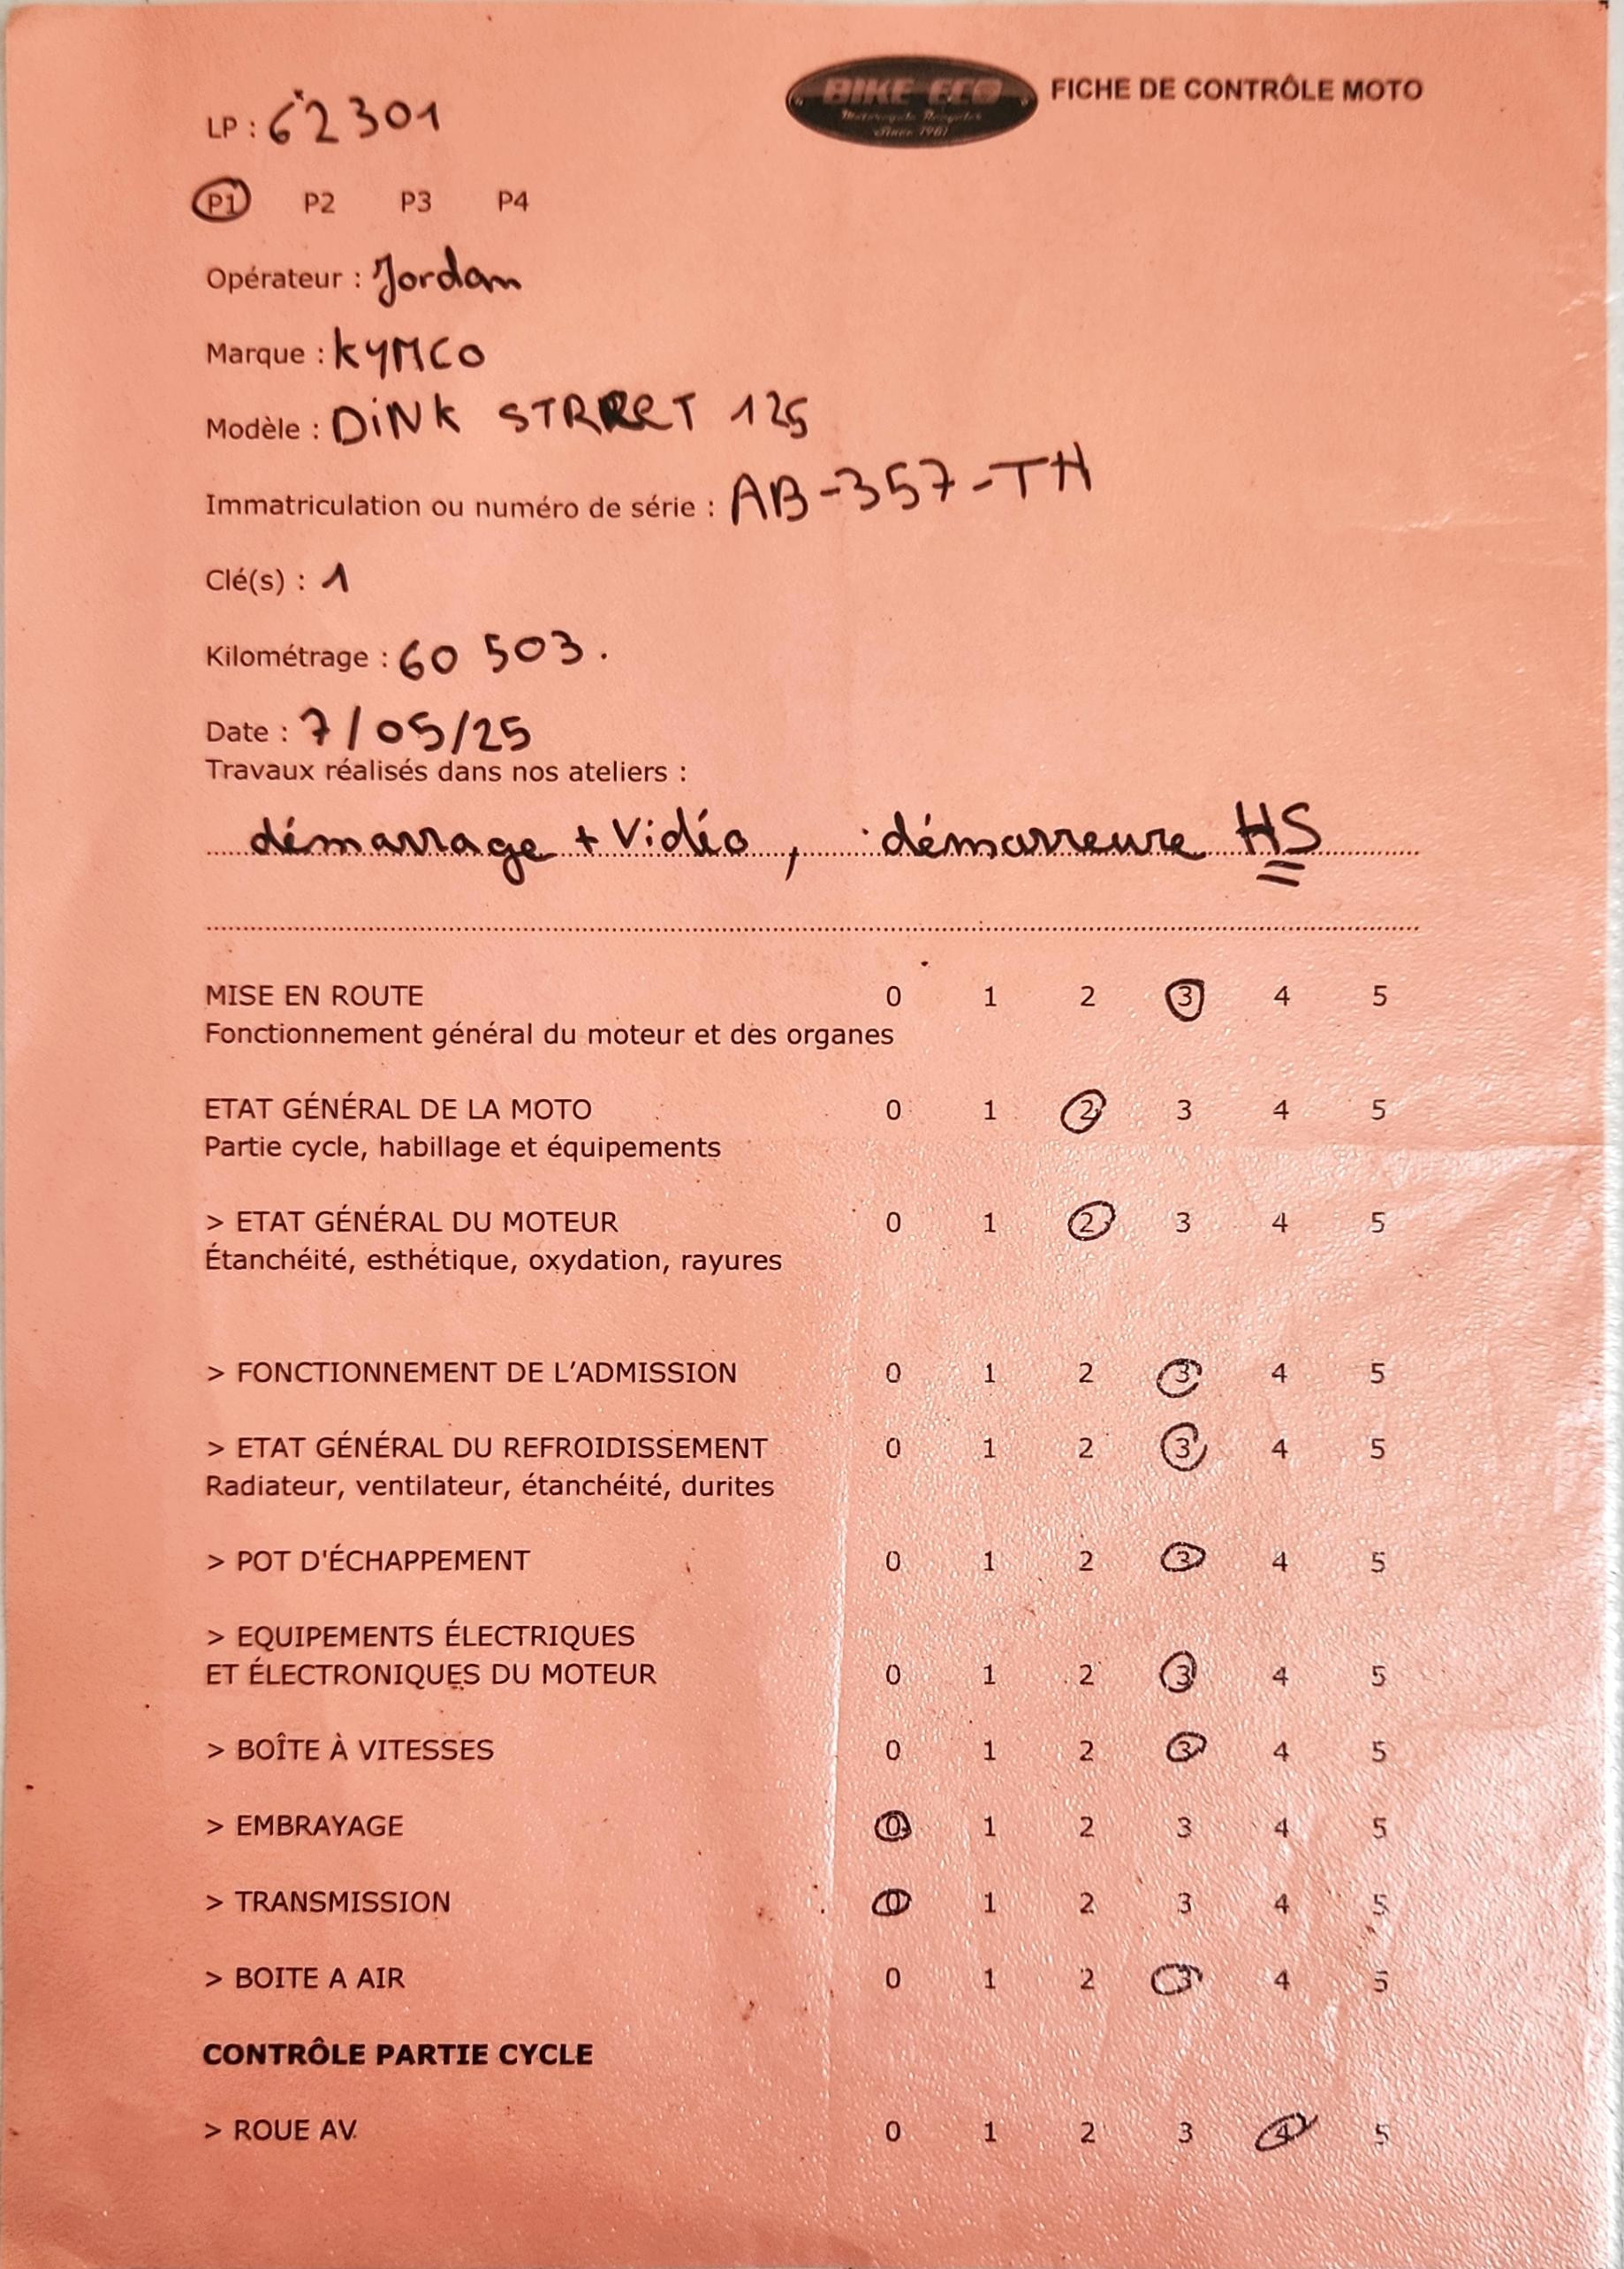 BIKE ECO
Motorcycle Recycler
Since 1981
FICHE DE CONTRÔLE MOTO
LP : 62301
P1 P2 P3 P4
Opérateur : Jordan
Marque : KYMCO
Modèle : DiNK STREET 125
Immatriculation ou numéro de série : AB-357-TH
Clé(s) : 1
Kilométrage : 60 503.
Date : 7/05/25
Travaux réalisés dans nos ateliers :
démarrage + Vidéo, démarreure HS
MISE EN ROUTE 0 1 2 3 4 5
Fonctionnement général du moteur et des organes
ETAT GÉNÉRAL DE LA MOTO 0 1 2 3 4 5
Partie cycle, habillage et équipements
> ETAT GÉNÉRAL DU MOTEUR 0 1 2 3 4 5
Étanchéité, esthétique, oxydation, rayures
> FONCTIONNEMENT DE L’ADMISSION 0 1 2 3 4 5
> ETAT GÉNÉRAL DU REFROIDISSEMENT 0 1 2 3 4 5
Radiateur, ventilateur, étanchéité, durites
> POT D'ÉCHAPPEMENT 0 1 2 3 4 5
> EQUIPEMENTS ÉLECTRIQUES
ET ÉLECTRONIQUES DU MOTEUR 0 1 2 3 4 5
> BOÎTE À VITESSES 0 1 2 3 4 5
> EMBRAYAGE 0 1 2 3 4 5
> TRANSMISSION 0 1 2 3 4 5
> BOITE A AIR 0 1 2 3 4 5
CONTRÔLE PARTIE CYCLE
> ROUE AV 0 1 2 3 4 5